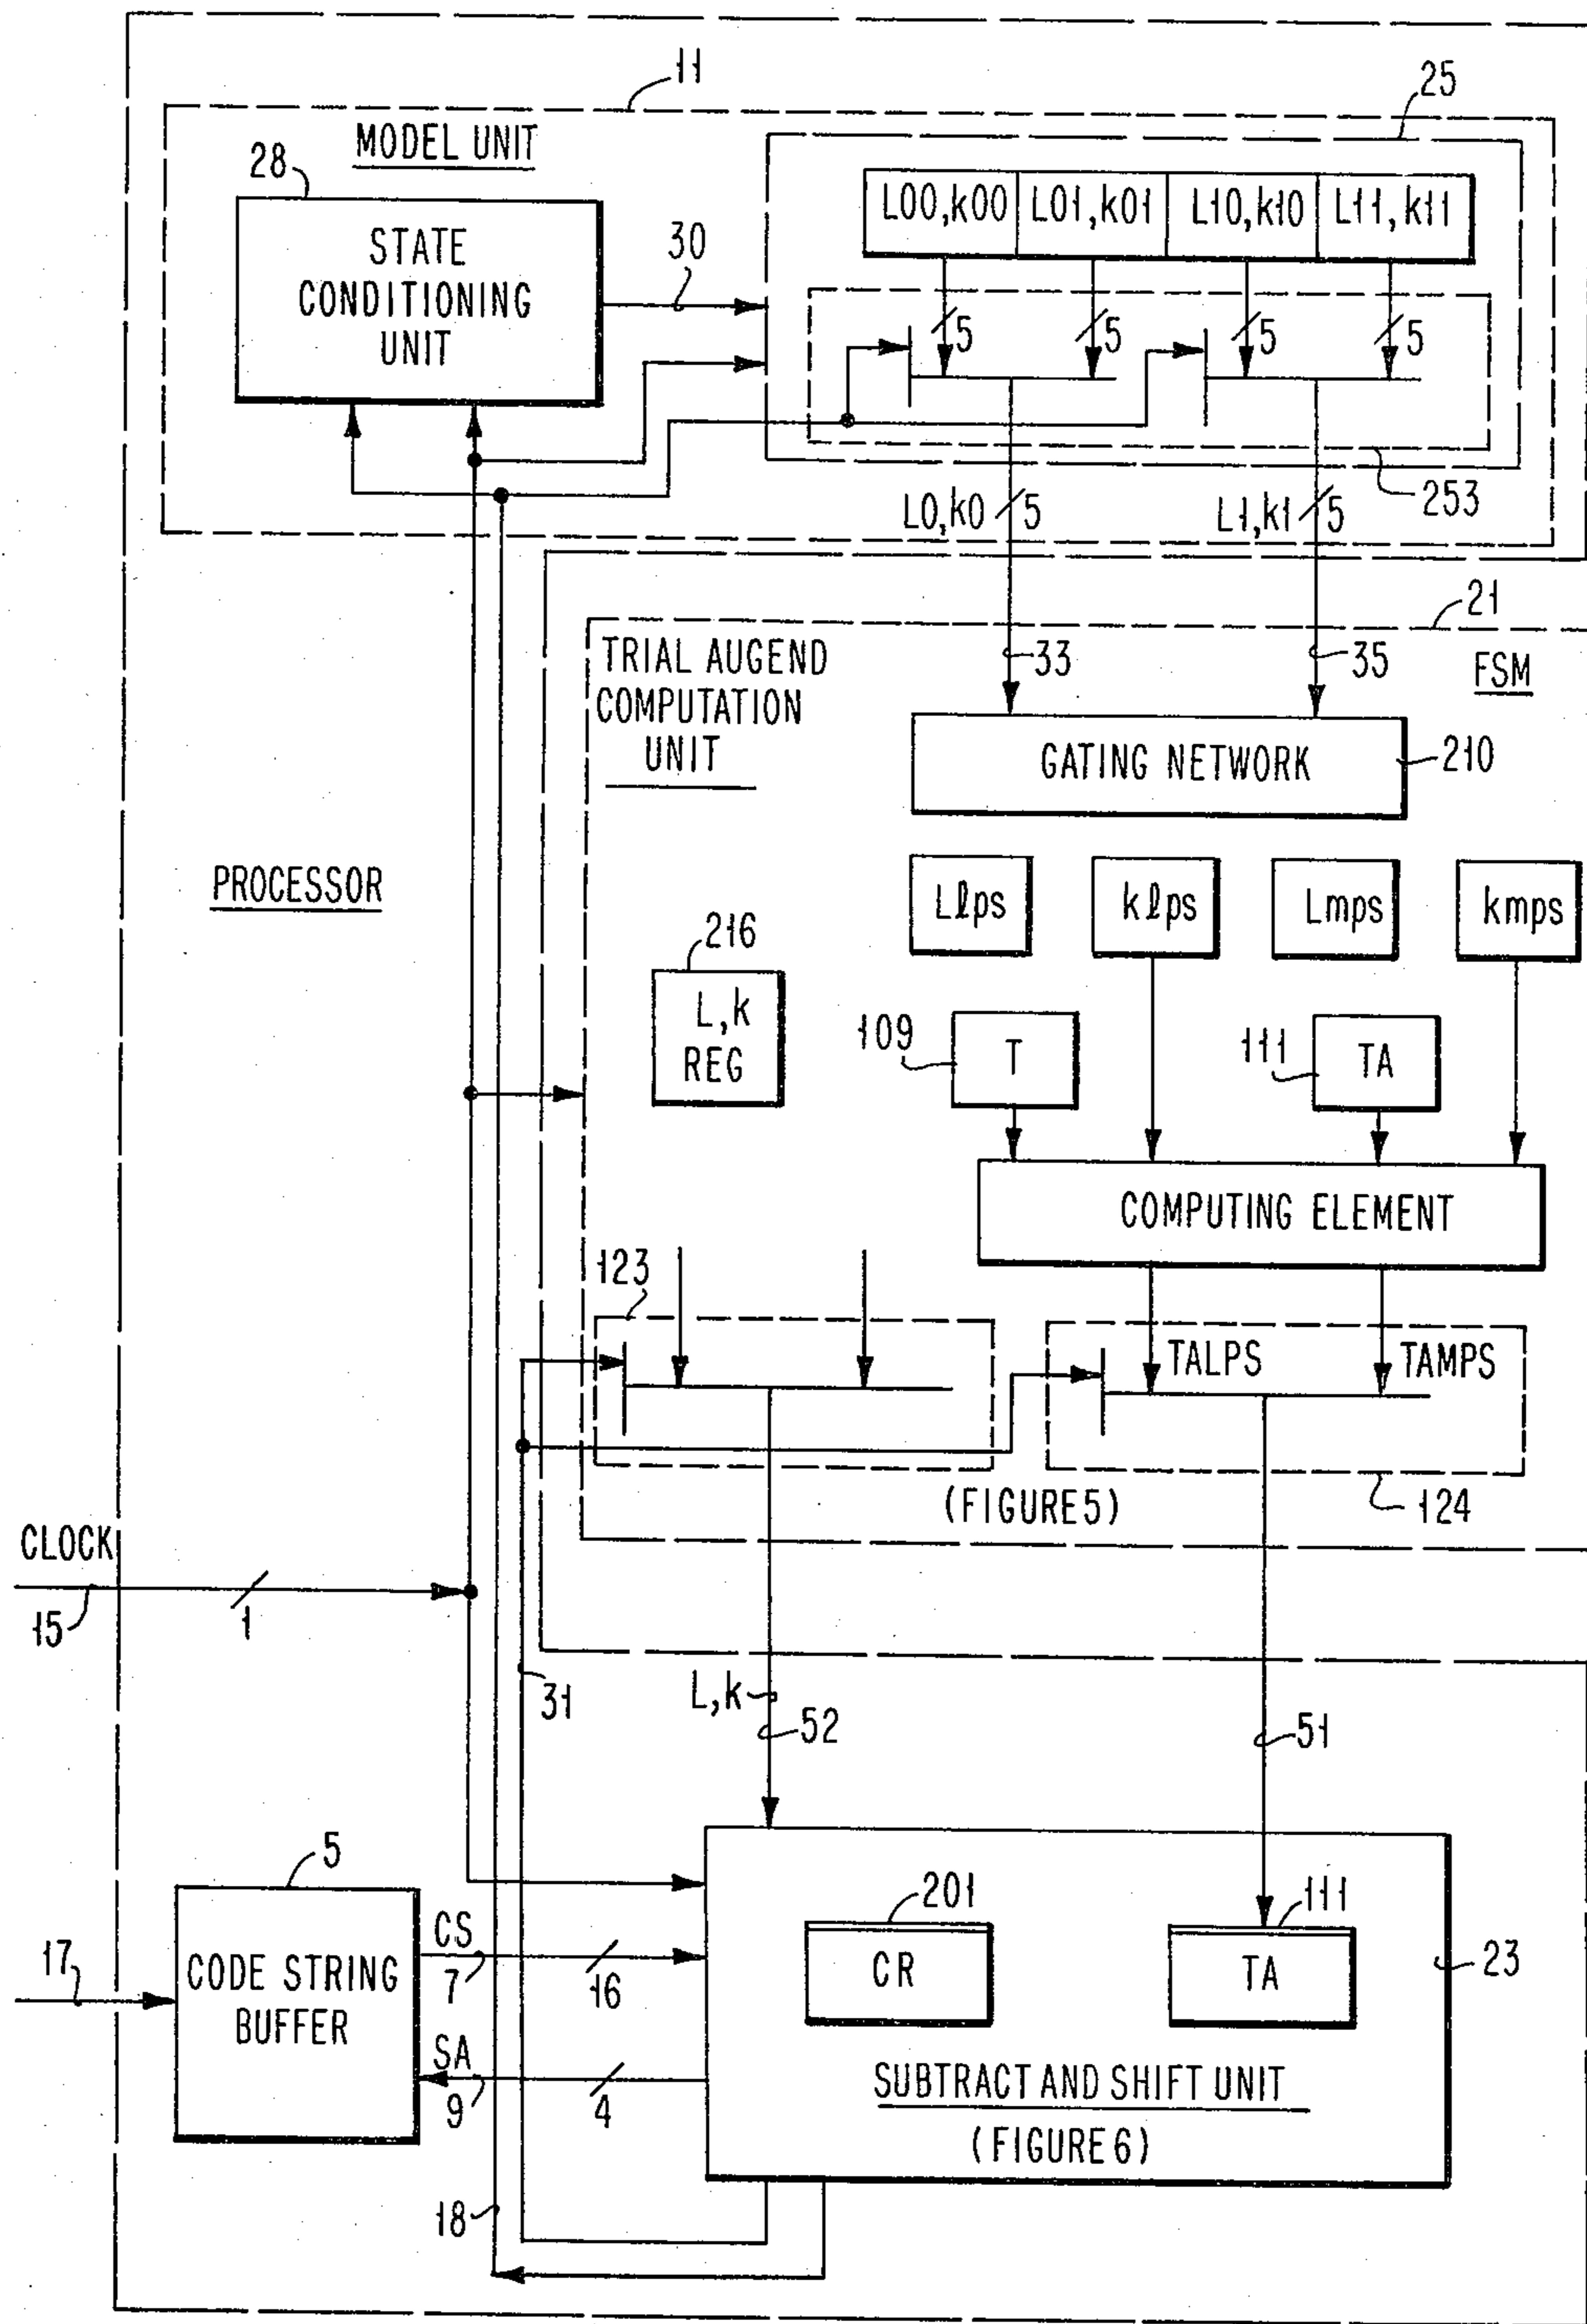 11
25
MODEL UNIT
28
STATE
CONDITIONING
UNIT
30
L00,k00 L01,k01 L10,k10 L11,k11
5 5 5 5
253
L0,k0 5 L1,k1 5
21
TRIAL AUGEND
COMPUTATION
UNIT
33 35
FSM
GATING NETWORK
210
PROCESSOR
Lℓps kℓps Lmps kmps
216
L,k
REG
109 T
111 TA
COMPUTING ELEMENT
123
TALPS TAMPS
(FIGURE 5)
124
CLOCK
15 1
31
L,k
52
51
5
CODE STRING
BUFFER
17
CS
7 16
SA
9 4
201
CR
111
TA
23
SUBTRACT AND SHIFT UNIT
(FIGURE 6)
18